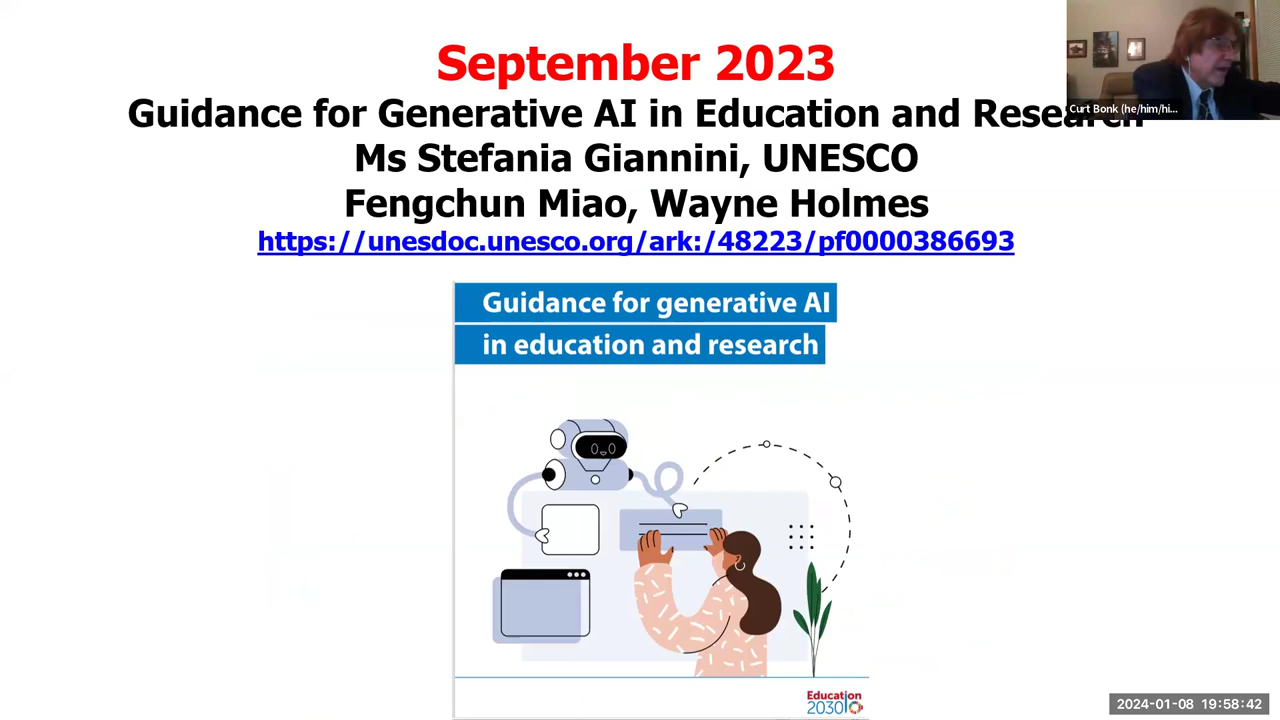 September 2023
Guidance for Generative AI in Education and Research
Ms Stefania Giannini, UNESCO
Fengchun Miao, Wayne Holmes
https://unesdoc.unesco.org/ark:/48223/pf0000386693
Curt Bonk (he/him/hi...
Guidance for generative AI
in education and research
Education
2030
2024-01-08 19:58:42